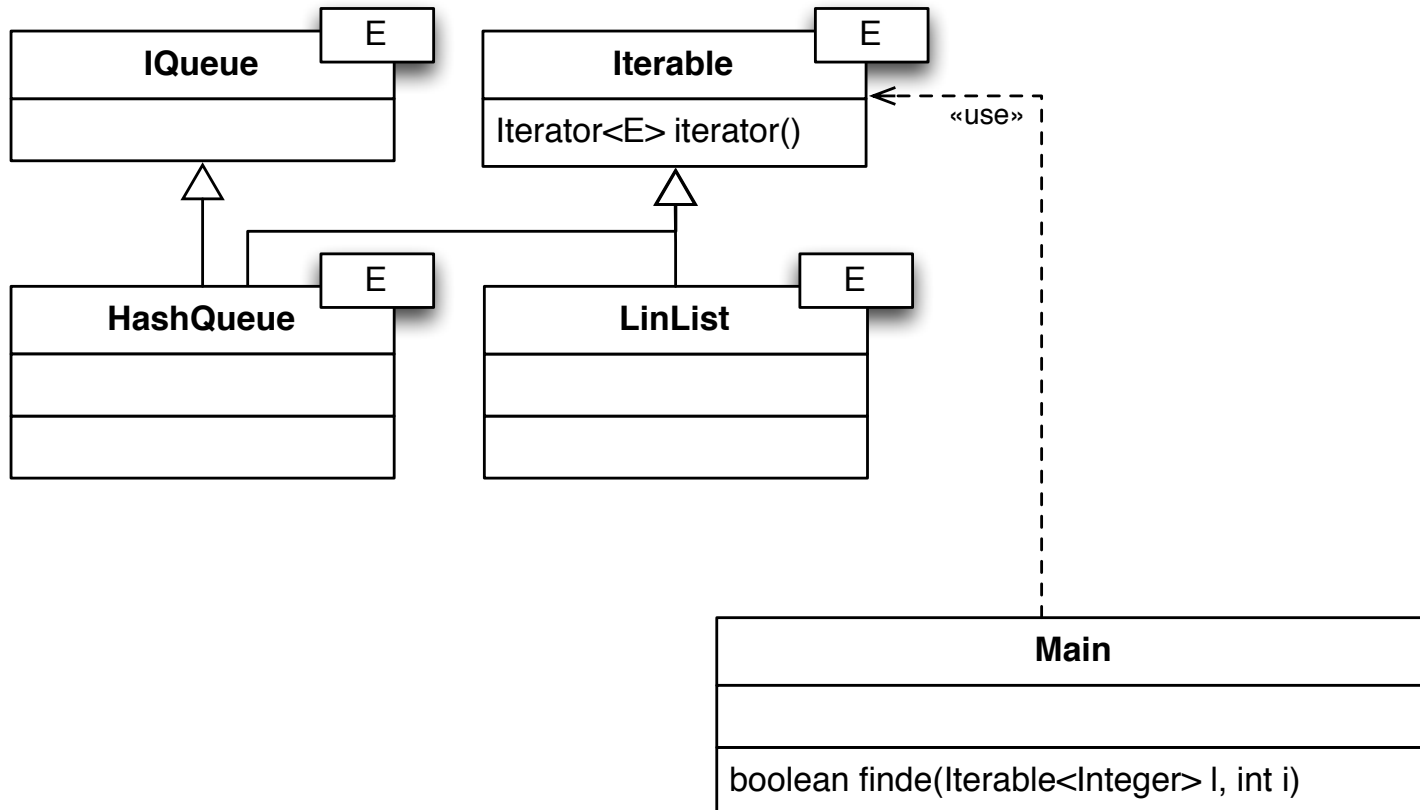 E
IQueue
E
Iterable
Iterator<E> iterator()
«use»
E
HashQueue
E
LinList
Main
boolean finde(Iterable<Integer> l, int i)